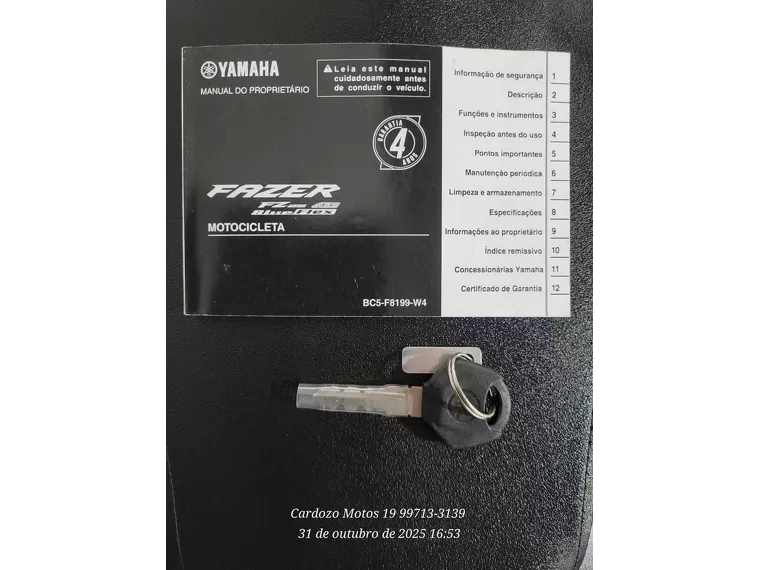 YAMAHA
MANUAL DO PROPRIETÁRIO
Leia este manual
cuidadosamente antes
de conduzir o veículo.
GARANTIA
4
ANOS
FAZER
FZ25 ABS
BlueFlex
MOTOCICLETA
BC5-F8199-W4
Informação de segurança 1
Descrição 2
Funções e instrumentos 3
Inspeção antes do uso 4
Pontos importantes 5
Manutenção periódica 6
Limpeza e armazenamento 7
Especificações 8
Informações ao proprietário 9
Índice remissivo 10
Concessionárias Yamaha 11
Certificado de Garantia 12
Cardozo Motos 19 99713-3139
31 de outubro de 2025 16:53